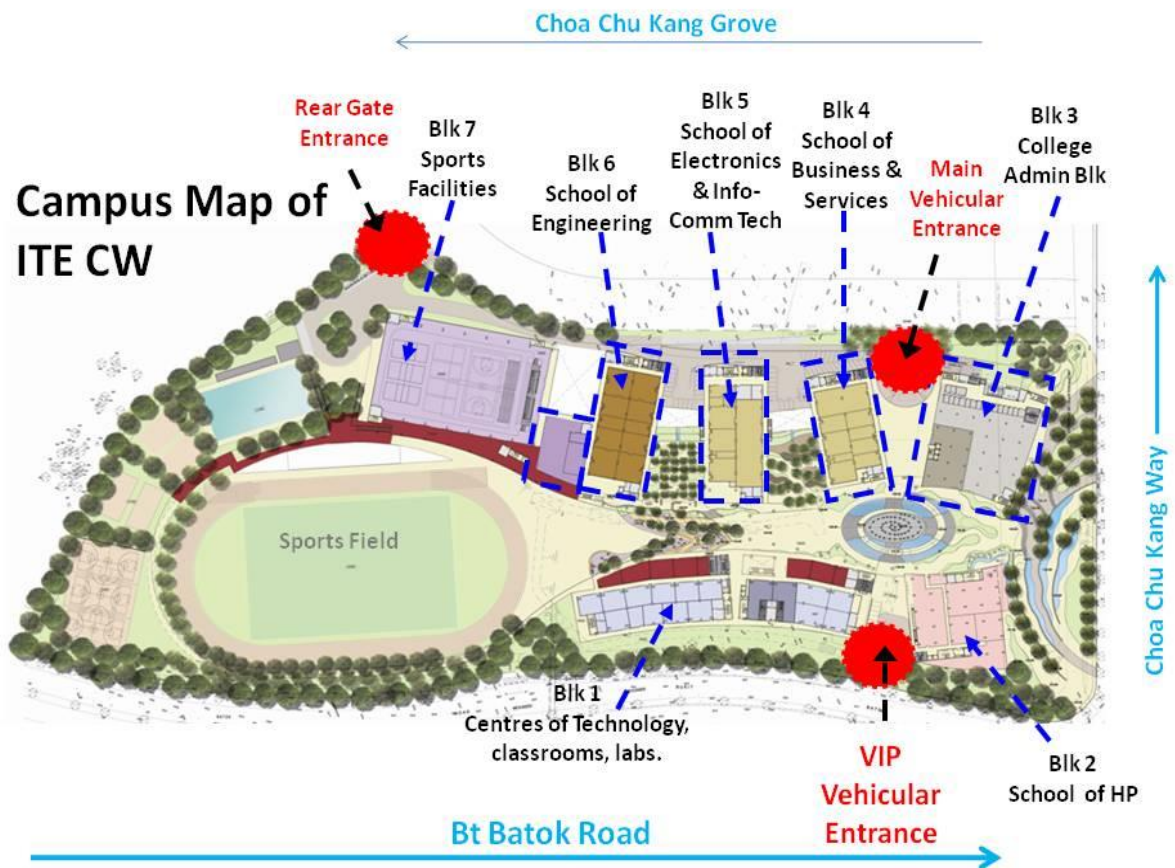 Choa Chu Kang Grove
Rear Gate
Entrance
Blk 7
Sports
Facilities
Blk 6
School of
Engineering
Blk 5
School of
Electronics
& Info-
Comm Tech
Blk 4
School of
Business &
Services
Main
Vehicular
Entrance
Blk 3
College
Admin Blk
Campus Map of
ITE CW
Choa Chu Kang Way
Sports Field
Blk 1
Centres of Technology,
classrooms, labs.
VIP
Vehicular
Entrance
Blk 2
School of HP
Bt Batok Road